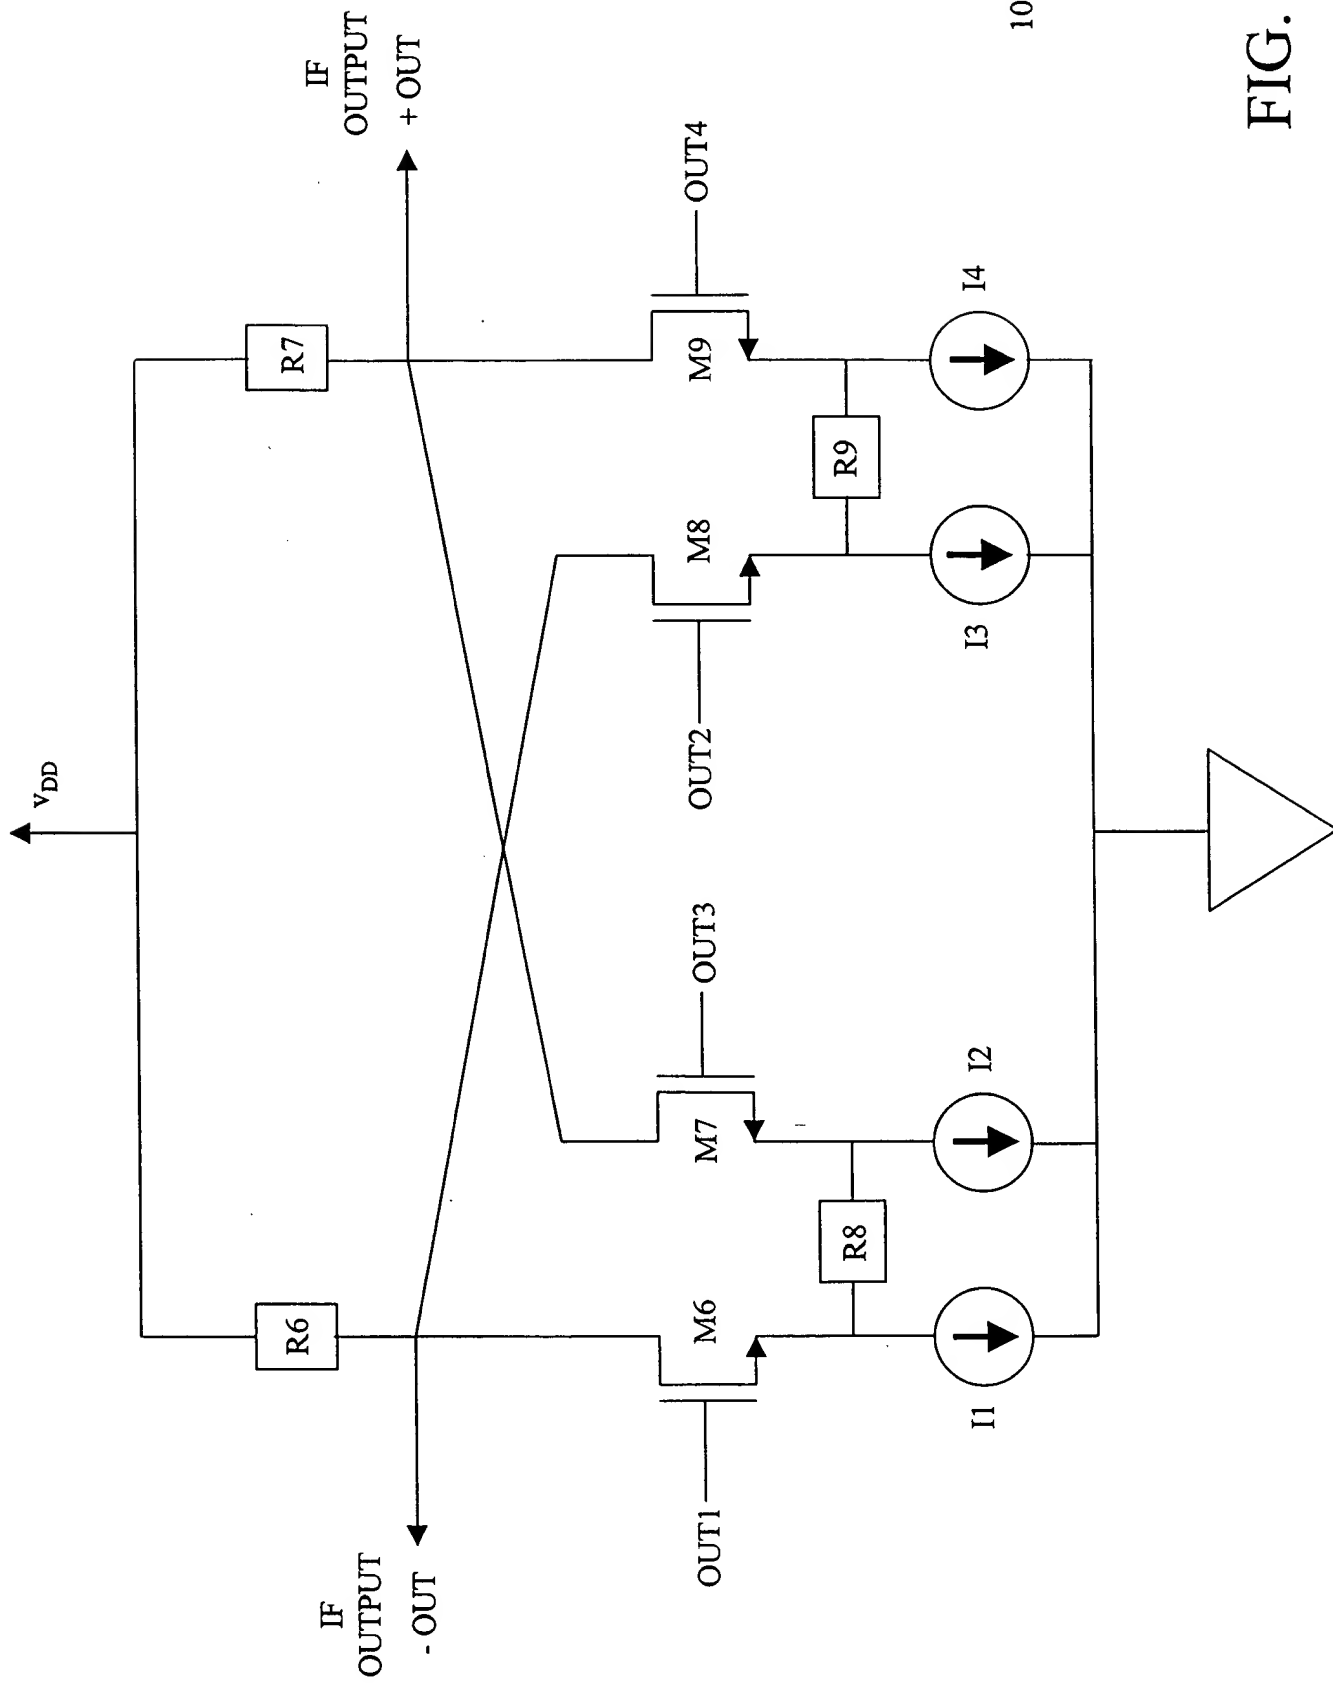 V_DD
IF
OUTPUT
- OUT
IF
OUTPUT
+ OUT
R6
R7
OUT1
M6
M7
OUT3
OUT2
M8
M9
OUT4
R8
R9
I1
I2
I3
I4
10
FIG.